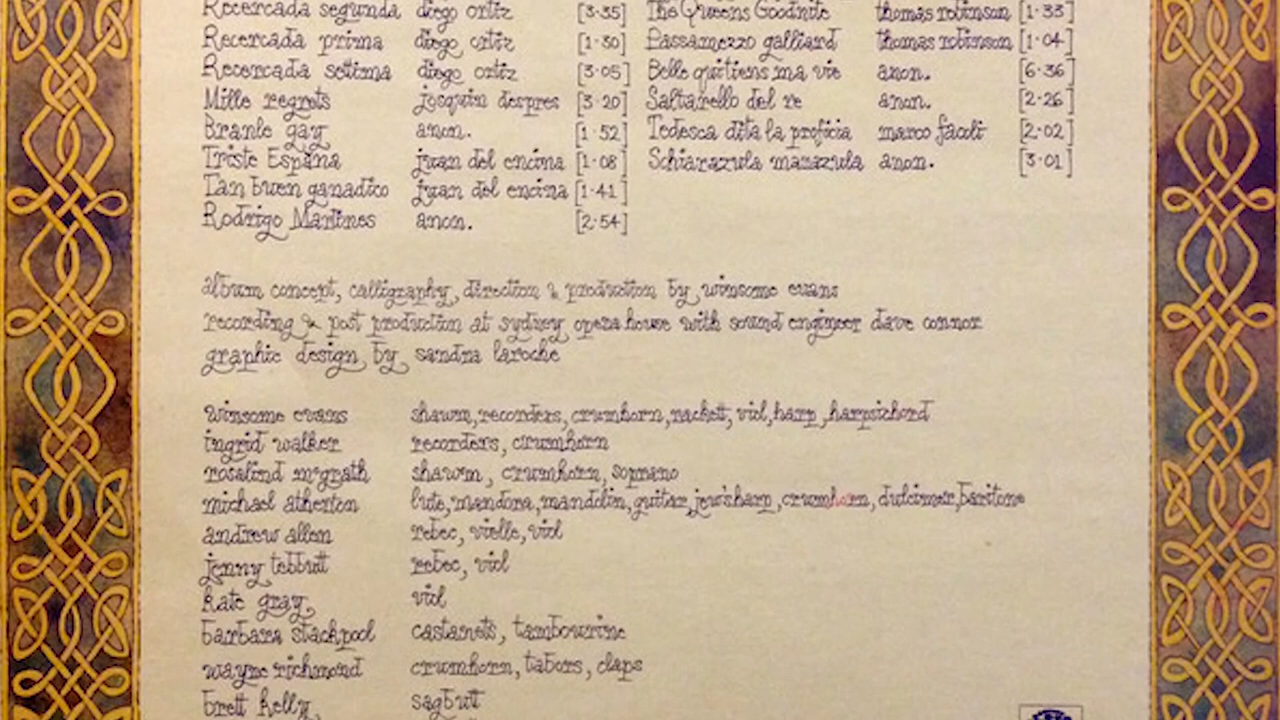 Recercada segunda diego ortiz [3·35] The Queens Goodnite thomas robinson [1·33]
Recercada prima diego ortiz [1·30] Passamezzo galliard thomas robinson [1·04]
Recercada settima diego ortiz [3·05] Belle quitiens ma vie anon. [6·36]
Mille regrets josquin despres [3·20] Saltarello del re anon. [2·26]
Branle gay anon. [1·52] Tedesca dita la proficia marco facoli [2·02]
Triste Espana juan del encina [1·08] Schiarazula marazula anon. [3·01]
Tan buen ganadico juan del encina [1·41]
Rodrigo Martines anon. [2·54]
album concept, calligraphy, direction & production by winsome evans
recording & post production at sydney opera house with sound engineer dave connor
graphic design by sandra laroche
winsome evans shawm, recorders, crumhorn, rackett, viol, harp, harpsichord
ingrid walker recorders, crumhorn
rosalind mcgrath shawm, crumhorn, soprano
michael atherton lute, mandora, mandolin, guitar, jew'sharp, crumhorn, dulcimer, baritone
andrew allen rebec, vielle, viol
jenny tebbutt rebec, viol
kate gray viol
barbara stackpool castanets, tambourine
wayne richmond crumhorn, tabors, claps
brett kelly sagbutt